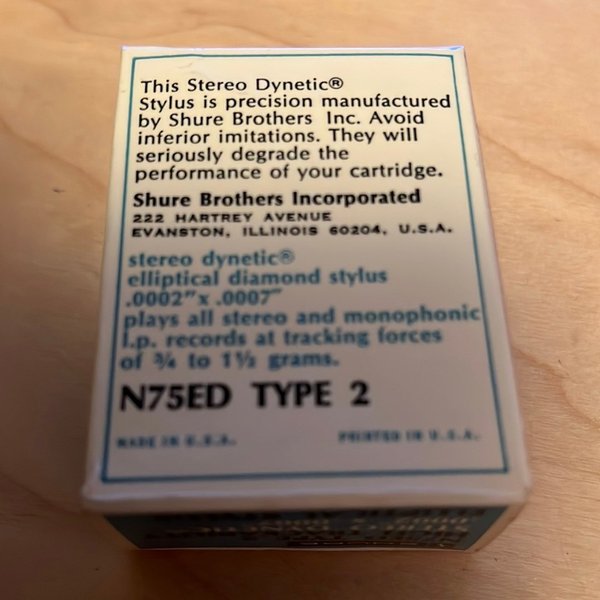 This Stereo Dynetic®
Stylus is precision manufactured
by Shure Brothers Inc. Avoid
inferior imitations. They will
seriously degrade the
performance of your cartridge.
Shure Brothers Incorporated
222 HARTREY AVENUE
EVANSTON, ILLINOIS 60204, U.S.A.
stereo dynetic®
elliptical diamond stylus
.0002" x .0007"
plays all stereo and monophonic
l.p. records at tracking forces
of ¾ to 1½ grams.
N75ED TYPE 2
MADE IN U.S.A. PRINTED IN U.S.A.